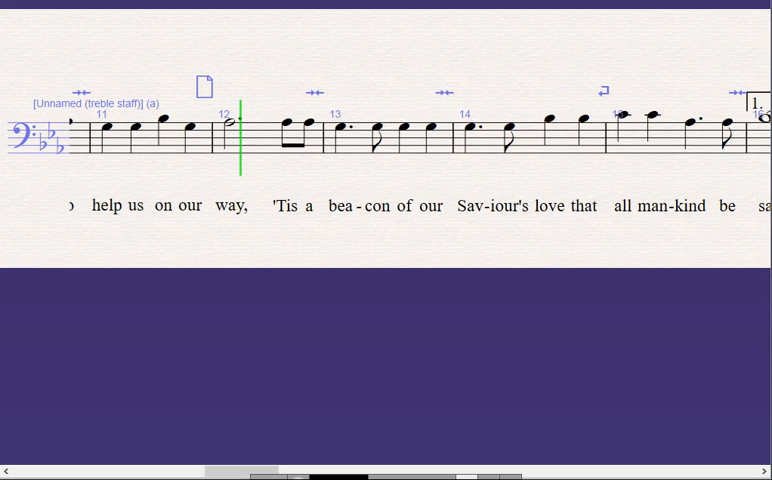 [Unnamed (treble staff)] (a)
11 12 13 14 1.
help us on our way, 'Tis a bea - con of our Sav-iour's love that all man-kind be